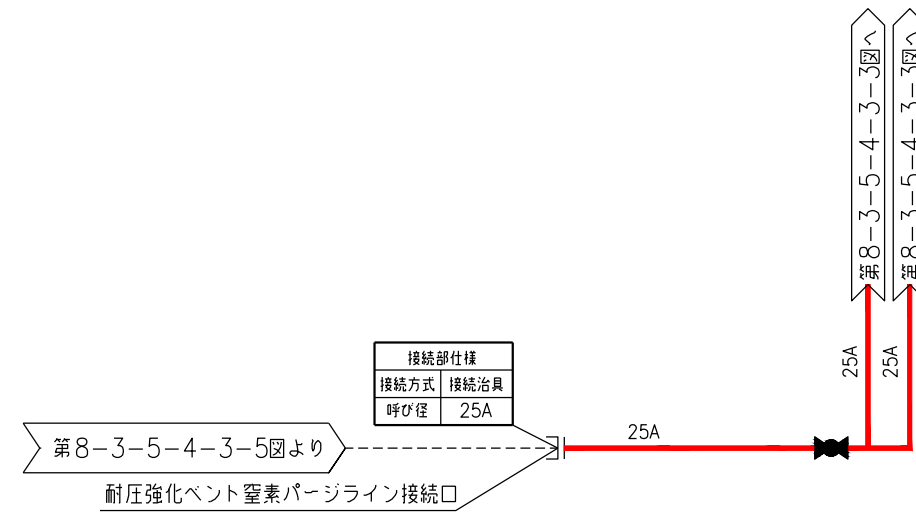 第8-3-5-4-3-3図へ
第8-3-5-4-3-3図へ
25A
25A
接続部仕様
接続方式 接続治具
呼び径 25A
25A
第8-3-5-4-3-5図より
耐圧強化ベント窒素パージライン接続口